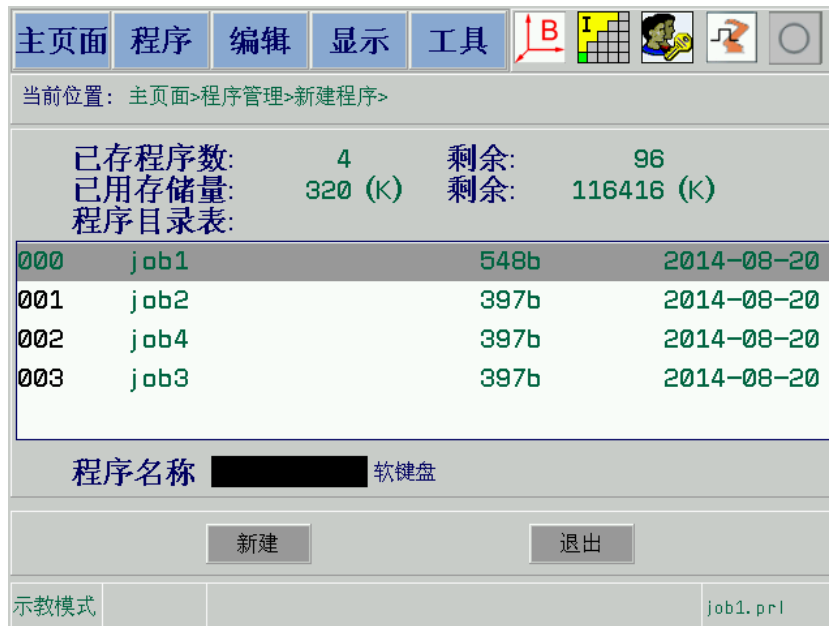 主页面 程序 编辑 显示 工具 B I
当前位置: 主页面>程序管理>新建程序>
已存程序数: 4 剩余: 96
已用存储量: 320 (K) 剩余: 116416 (K)
程序目录表:
000 job1 548b 2014-08-20
001 job2 397b 2014-08-20
002 job4 397b 2014-08-20
003 job3 397b 2014-08-20
程序名称 软键盘
新建 退出
示教模式 job1.prl